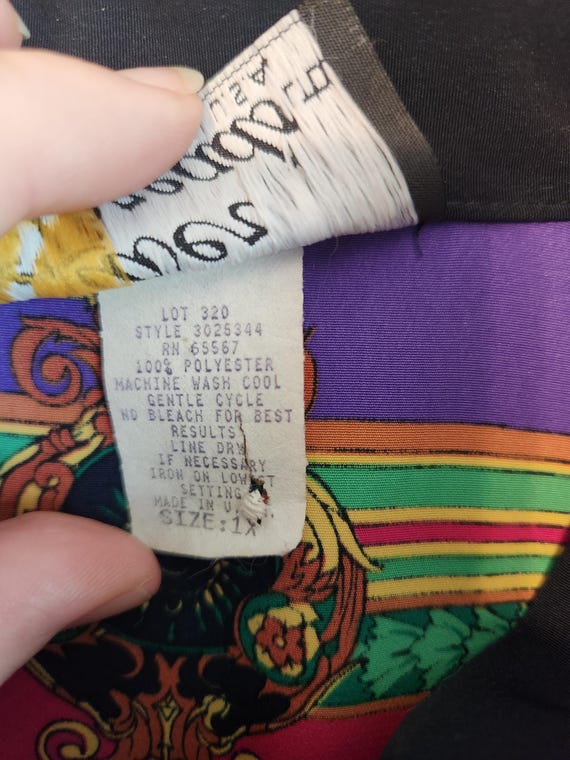 LOT 320
STYLE 3025344
RN 65567
100% POLYESTER
MACHINE WASH COOL
GENTLE CYCLE
NO BLEACH FOR BEST
RESULTS
LINE DRY
IF NECESSARY
IRON ON LOWEST
SETTING
MADE IN U
SIZE:1X